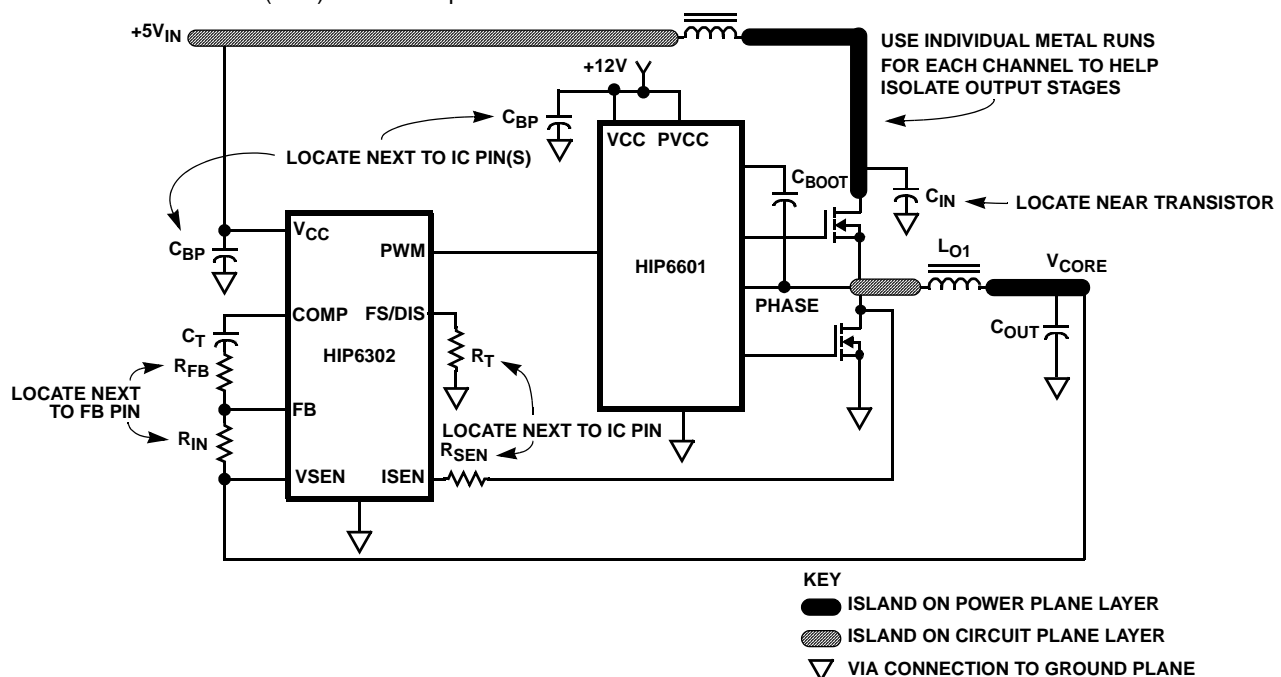 +5VIN
USE INDIVIDUAL METAL RUNS
FOR EACH CHANNEL TO HELP
ISOLATE OUTPUT STAGES
+12V
CBP
VCC PVCC
LOCATE NEXT TO IC PIN(S)
CBOOT
CIN
LOCATE NEAR TRANSISTOR
CBP
VCC
PWM
HIP6601
LO1
VCORE
PHASE
COMP
FS/DIS
CT
HIP6302
RT
COUT
RFB
LOCATE NEXT
TO FB PIN
FB
RIN
LOCATE NEXT TO IC PIN
RSEN
VSEN
ISEN
KEY
ISLAND ON POWER PLANE LAYER
ISLAND ON CIRCUIT PLANE LAYER
VIA CONNECTION TO GROUND PLANE